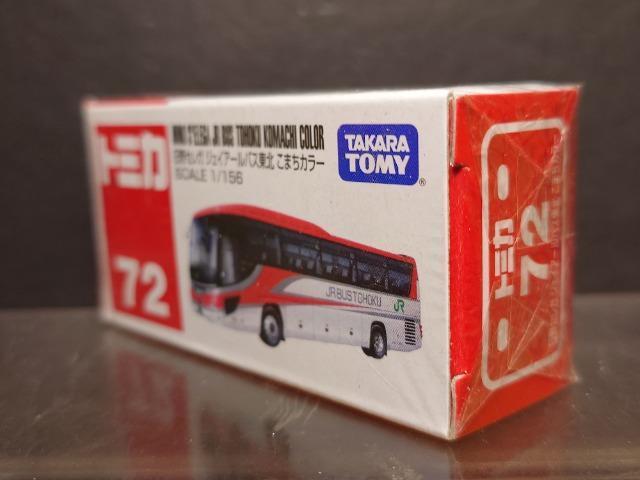 トミカ
72
HINO S'ELEGA JR BUS TOHOKU KOMACHI COLOR
日野セレガ ジェイアールバス東北 こまちカラー
SCALE 1/156
TAKARA
TOMY
®
JR BUS TOHOKU
JR
トミカ
72